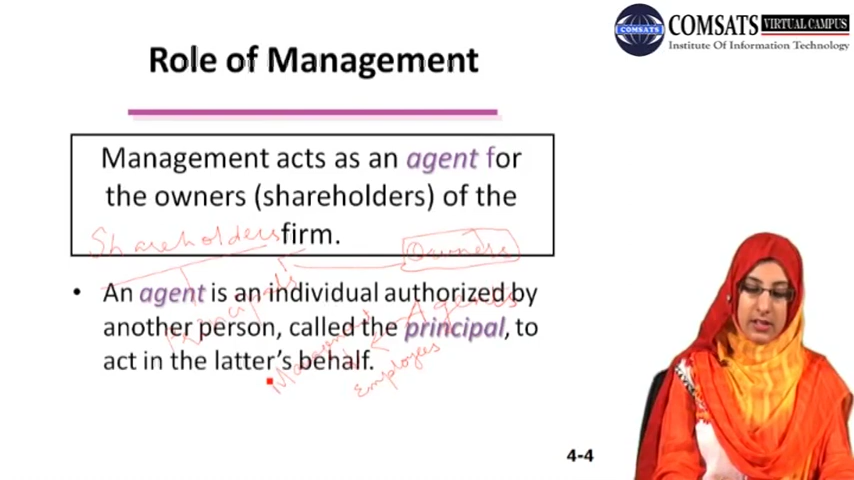 COMSATS VIRTUAL CAMPUS
COMSATS
Institute Of Information Technology
Role of Management
Management acts as an agent for
the owners (shareholders) of the
firm.
Shareholders
Owners
• An agent is an individual authorized by
another person, called the principal, to
act in the latter's behalf.
Principals
Agents
Management
Employees
4-4